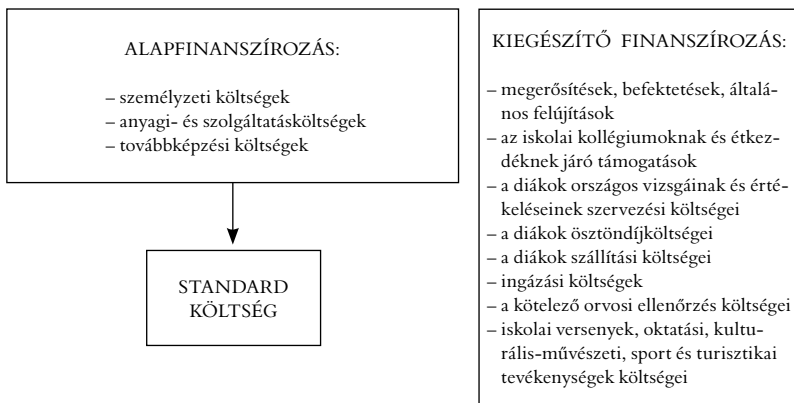 ALAPFINANSZÍROZÁS:
– személyzeti költségek
– anyagi- és szolgáltatásköltségek
– továbbképzési költségek
STANDARD
KÖLTSÉG
KIEGÉSZÍTŐ FINANSZÍROZÁS:
– megerősítések, befektetések, általá-
nos felújítások
– az iskolai kollégiumoknak és étkez-
déknek járó támogatások
– a diákok országos vizsgáinak és érté-
keléseinek szervezési költségei
– a diákok ösztöndíjköltségei
– a diákok szállítási költségei
– ingázási költségek
– a kötelező orvosi ellenőrzés költségei
– iskolai versenyek, oktatási, kultu-
rális-művészeti, sport és turisztikai
tevékenységek költségei